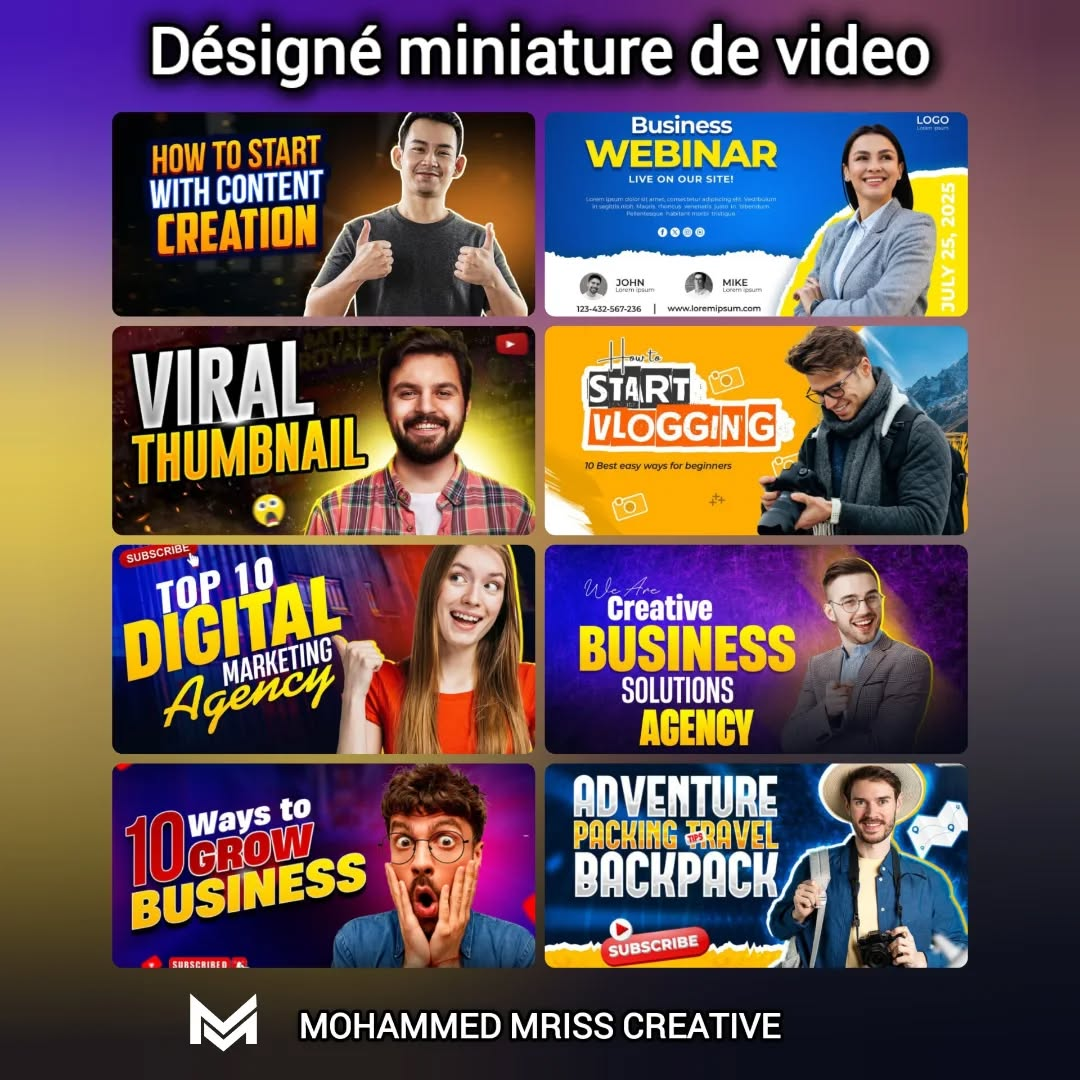 Désigné miniature de video
HOW TO START
WITH CONTENT
CREATION
Business
WEBINAR
LIVE ON OUR SITE!
Lorem ipsum dolor sit amet, consectetur adipiscing elit. Vestibulum
in sagittis nibh. Mauris rhoncus venenatis justo in bibendum.
Pellentesque habitant morbi tristique.
LOGO
Lorem ipsum
JULY 25, 2025
JOHN
Lorem ipsum
MIKE
Lorem ipsum
123-432-567-236 | www.loremipsum.com
VIRAL
THUMBNAIL
How to
START
VLOGGING
10 Best easy ways for beginners
SUBSCRIBE
TOP 10
DIGITAL
MARKETING
Agency
We Are
Creative
BUSINESS
SOLUTIONS
AGENCY
10 Ways to
GROW
BUSINESS
SUBSCRIBED
ADVENTURE
PACKING TRAVEL
TIPS
BACKPACK
SUBSCRIBE
MOHAMMED MRISS CREATIVE